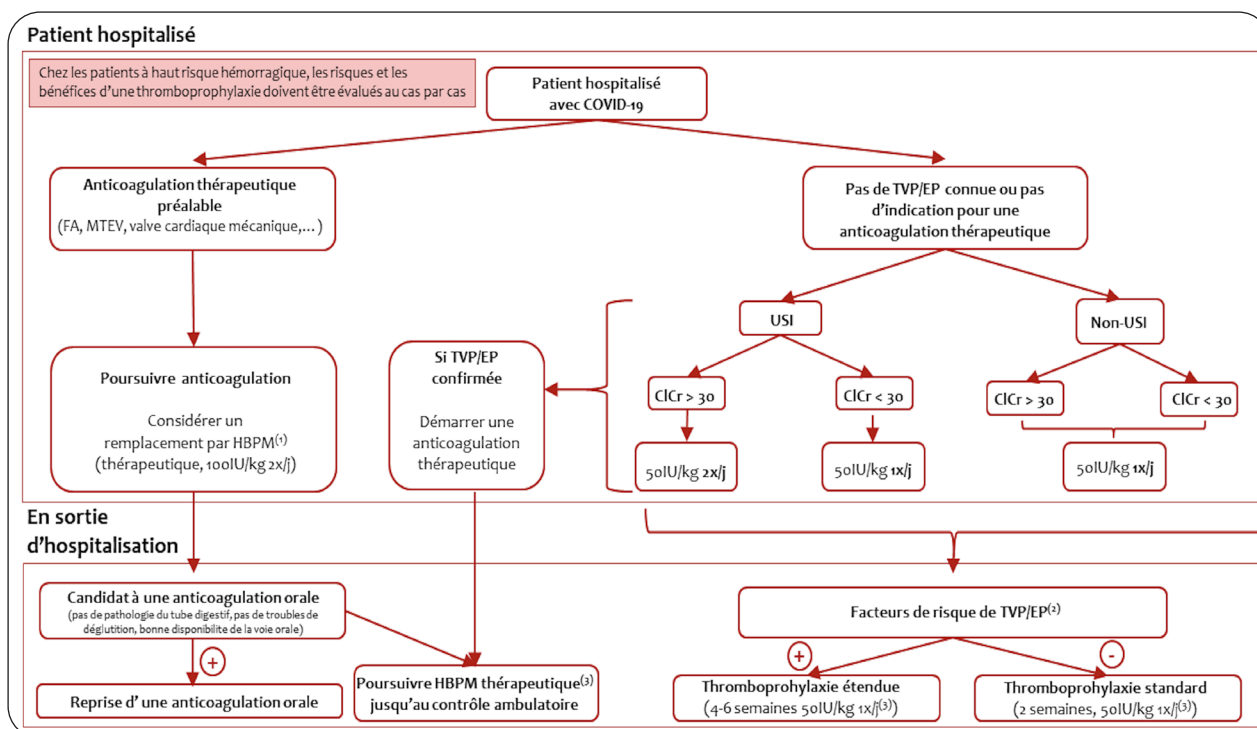 Patient hospitalisé
Chez les patients à haut risque hémorragique, les risques et les
bénéfices d'une thromboprophylaxie doivent être évalués au cas par cas
Patient hospitalisé
avec COVID-19
Anticoagulation thérapeutique
préalable
(FA, MTEV, valve cardiaque mécanique,...)
Pas de TVP/EP connue ou pas
d'indication pour une
anticoagulation thérapeutique
USI
Non-USI
Poursuivre anticoagulation
Considérer un
remplacement par HBPM(1)
(thérapeutique, 100IU/kg 2x/j)
Si TVP/EP
confirmée
Démarrer une
anticoagulation
thérapeutique
ClCr > 30
ClCr < 30
ClCr > 30
ClCr < 30
50IU/kg 2x/j
50IU/kg 1x/j
50IU/kg 1x/j
En sortie
d'hospitalisation
Candidat à une anticoagulation orale
(pas de pathologie du tube digestif, pas de troubles de
déglutition, bonne disponibilite de la voie orale)
Facteurs de risque de TVP/EP(2)
+
+
-
Reprise d' une anticoagulation orale
Poursuivre HBPM thérapeutique(3)
jusqu'au contrôle ambulatoire
Thromboprohylaxie étendue
(4-6 semaines 50IU/kg 1x/j(3))
Thromboprohylaxie standard
(2 semaines, 50IU/kg 1x/j(3))